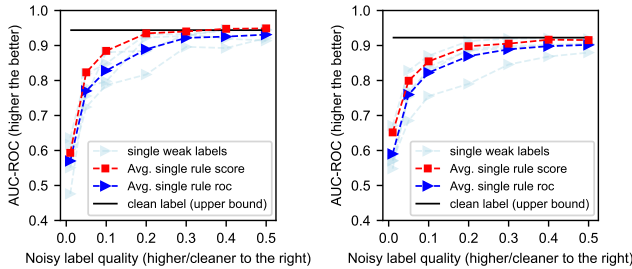 1.0
0.9
0.8
0.7
0.6
0.5
0.4
AUC-ROC (higher the better)
single weak labels
Avg. single rule score
Avg. single rule roc
clean label (upper bound)
0.0 0.1 0.2 0.3 0.4 0.5
Noisy label quality (higher/cleaner to the right)
1.0
0.9
0.8
0.7
0.6
0.5
0.4
AUC-ROC (higher the better)
single weak labels
Avg. single rule score
Avg. single rule roc
clean label (upper bound)
0.0 0.1 0.2 0.3 0.4 0.5
Noisy label quality (higher/cleaner to the right)